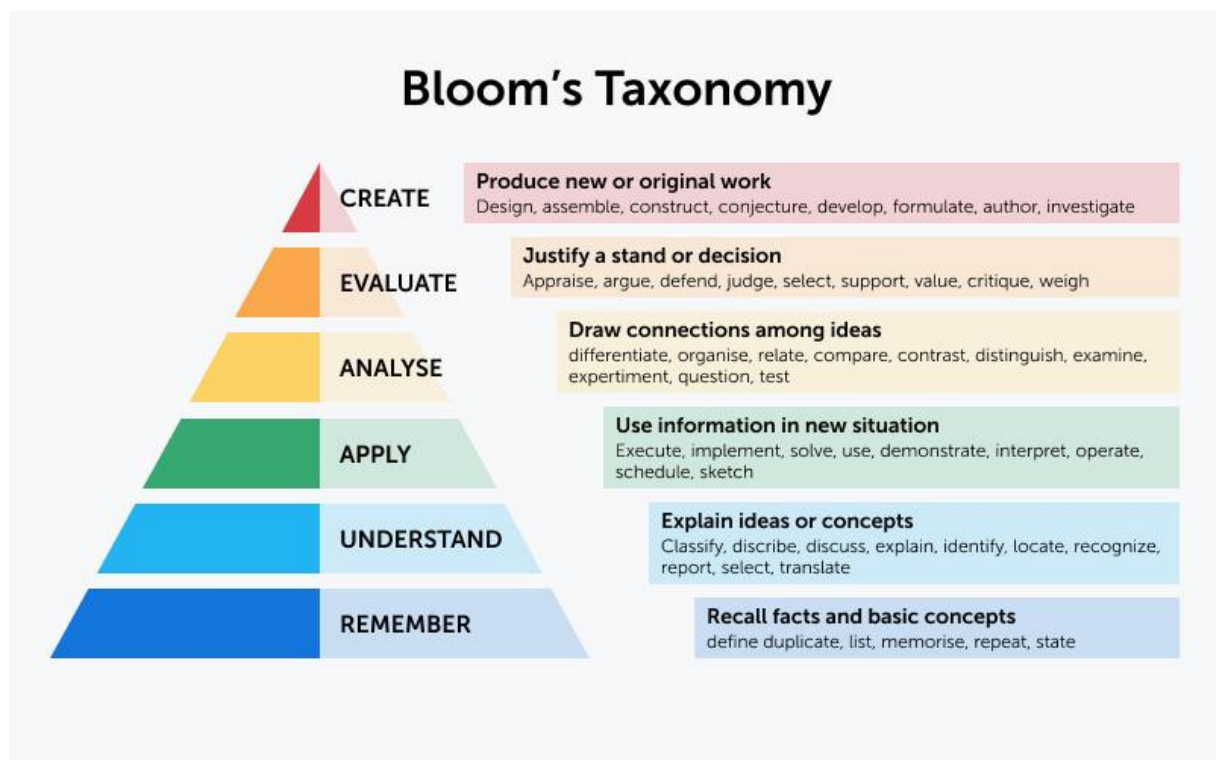 Bloom's Taxonomy
CREATE
Produce new or original work
Design, assemble, construct, conjecture, develop, formulate, author, investigate
EVALUATE
Justify a stand or decision
Appraise, argue, defend, judge, select, support, value, critique, weigh
ANALYSE
Draw connections among ideas
differentiate, organise, relate, compare, contrast, distinguish, examine,
expertiment, question, test
APPLY
Use information in new situation
Execute, implement, solve, use, demonstrate, interpret, operate,
schedule, sketch
UNDERSTAND
Explain ideas or concepts
Classify, discribe, discuss, explain, identify, locate, recognize,
report, select, translate
REMEMBER
Recall facts and basic concepts
define duplicate, list, memorise, repeat, state